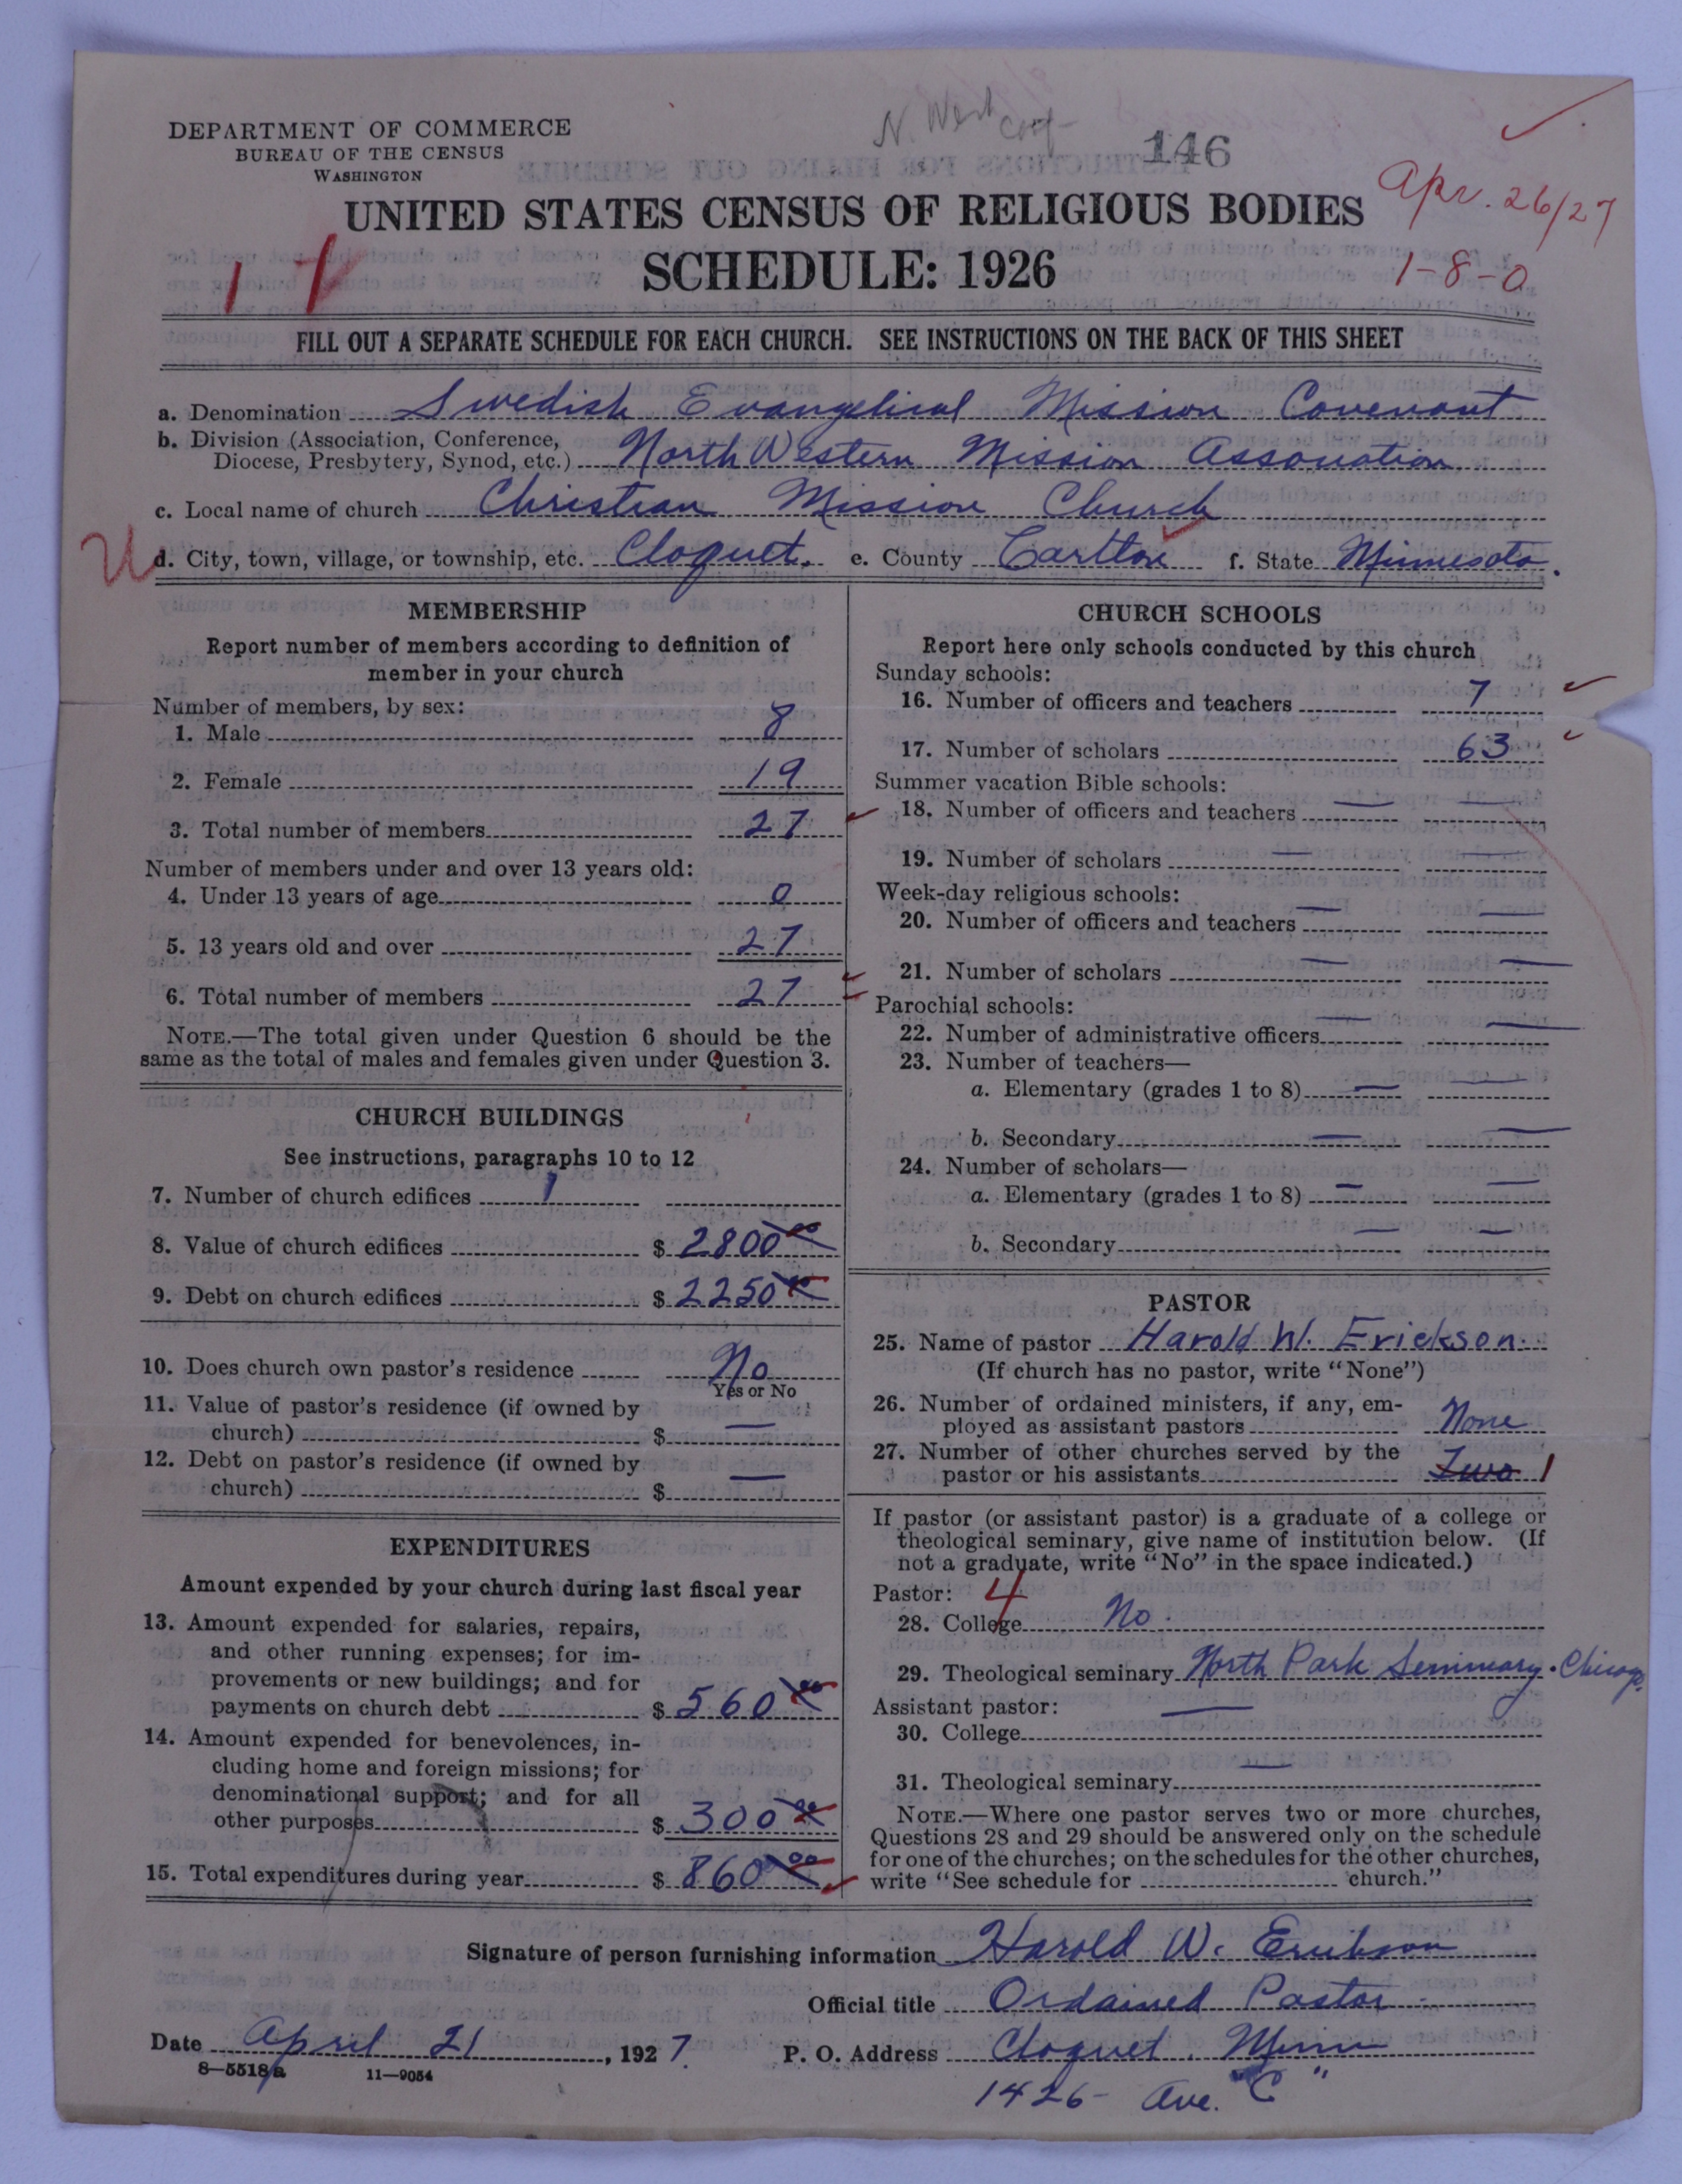 N. West conf-
146
DEPARTMENT OF COMMERCE
BUREAU OF THE CENSUS
WASHINGTON
Apr. 26/27
UNITED STATES CENSUS OF RELIGIOUS BODIES
SCHEDULE: 1926
1-8-0
FILL OUT A SEPARATE SCHEDULE FOR EACH CHURCH. SEE INSTRUCTIONS ON THE BACK OF THIS SHEET
a. Denomination Swedish Evangelical Mission Covenant
b. Division (Association, Conference,
Diocese, Presbytery, Synod, etc.) North Western Mission Association
c. Local name of church Christian Mission Church
U d. City, town, village, or township, etc. Cloquet. e. County Carlton f. State Minnesota.
MEMBERSHIP
Report number of members according to definition of
member in your church
Number of members, by sex:
1. Male 8
2. Female 19
3. Total number of members 27
Number of members under and over 13 years old:
4. Under 13 years of age 0
5. 13 years old and over 27
6. Total number of members 27
NOTE.—The total given under Question 6 should be the
same as the total of males and females given under Question 3.
CHURCH BUILDINGS
See instructions, paragraphs 10 to 12
7. Number of church edifices 1
8. Value of church edifices $ 2800 00
9. Debt on church edifices $ 2250 00
10. Does church own pastor's residence No
Yes or No
11. Value of pastor's residence (if owned by
church) $ —
12. Debt on pastor's residence (if owned by
church) $ —
EXPENDITURES
Amount expended by your church during last fiscal year
13. Amount expended for salaries, repairs,
and other running expenses; for im-
provements or new buildings; and for
payments on church debt $ 560 00
14. Amount expended for benevolences, in-
cluding home and foreign missions; for
denominational support; and for all
other purposes $ 300 00
15. Total expenditures during year $ 860 00
CHURCH SCHOOLS
Report here only schools conducted by this church
Sunday schools:
16. Number of officers and teachers 7
17. Number of scholars 63
Summer vacation Bible schools:
18. Number of officers and teachers — —
19. Number of scholars — —
Week-day religious schools:
20. Number of officers and teachers — —
21. Number of scholars — —
Parochial schools:
22. Number of administrative officers — —
23. Number of teachers—
a. Elementary (grades 1 to 8) — —
b. Secondary — —
24. Number of scholars—
a. Elementary (grades 1 to 8) — —
b. Secondary — —
PASTOR
25. Name of pastor Harold W. Erickson.
(If church has no pastor, write "None")
26. Number of ordained ministers, if any, em-
ployed as assistant pastors None
27. Number of other churches served by the
pastor or his assistants Two 1
If pastor (or assistant pastor) is a graduate of a college or
theological seminary, give name of institution below. (If
not a graduate, write "No" in the space indicated.)
Pastor: 4
28. College No.
29. Theological seminary North Park Seminary. Chicago.
Assistant pastor: —
30. College
31. Theological seminary —
NOTE.—Where one pastor serves two or more churches,
Questions 28 and 29 should be answered only on the schedule
for one of the churches; on the schedules for the other churches,
write "See schedule for church."
Signature of person furnishing information Harold W. Erickson
Official title Ordained Pastor
Date April 21, 1927. P. O. Address Cloquet. Minn
8—5518a 11—9054
1426- Ave. "C"